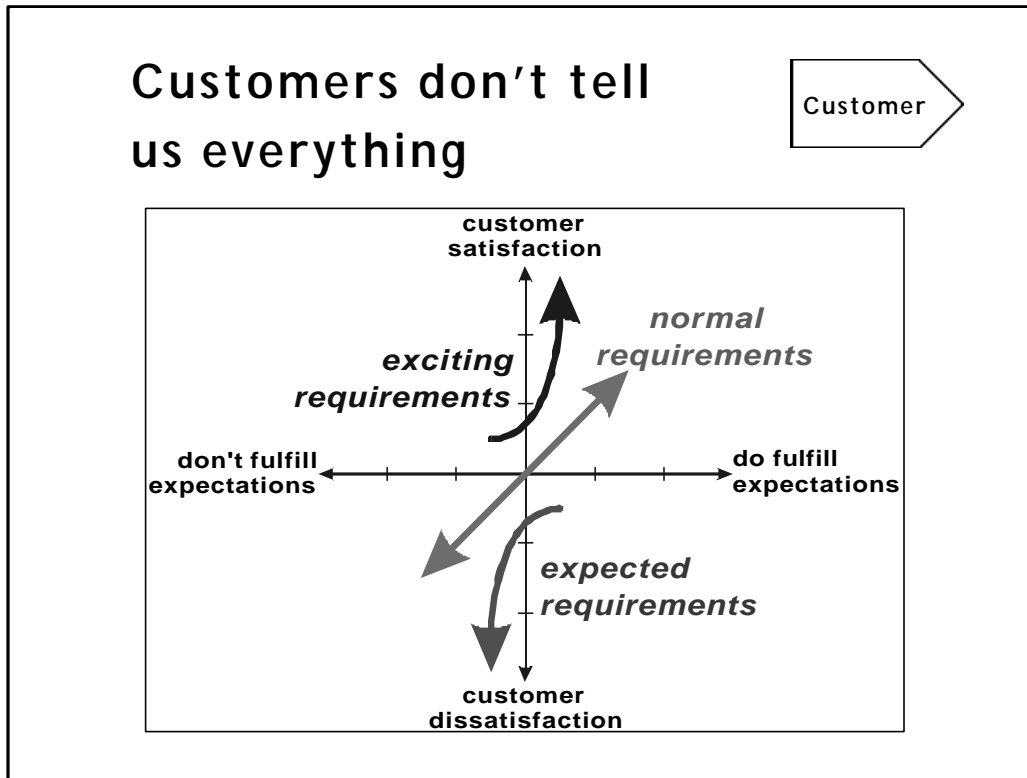 Customers don't tell
us everything
Customer
customer
satisfaction
normal
requirements
exciting
requirements
don't fulfill
expectations
do fulfill
expectations
expected
requirements
customer
dissatisfaction